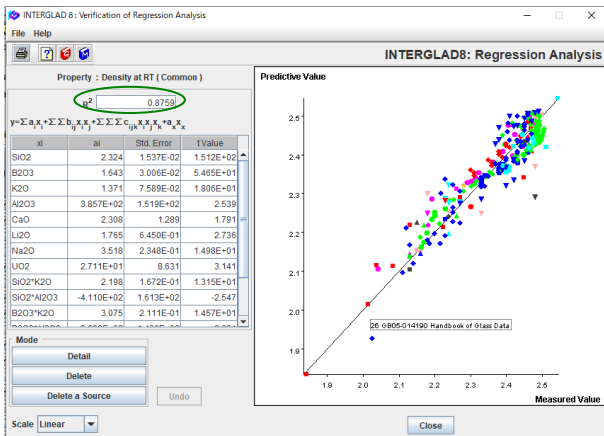 INTERGLAD 8 : Verification of Regression Analysis
File Help
INTERGLAD8: Regression Analysis
Property : Density at RT ( Common )
R² 0.8759
y=Σaᵢxᵢ+ΣΣbᵢⱼxᵢxⱼ+ΣΣΣcᵢⱼₖxᵢxⱼxₖ+aₓxₓ
xi ai Std. Error t Value
SiO2 2.324 1.537E-02 1.512E+02
B2O3 1.643 3.006E-02 5.465E+01
K2O 1.371 7.589E-02 1.806E+01
Al2O3 3.857E+02 1.519E+02 2.539
CaO 2.308 1.289 1.791
Li2O 1.765 6.450E-01 2.736
Na2O 3.518 2.348E-01 1.498E+01
UO2 2.711E+01 8.631 3.141
SiO2*K2O 2.198 1.672E-01 1.315E+01
SiO2*Al2O3 -4.110E+02 1.613E+02 -2.547
B2O3*K2O 3.075 2.111E-01 1.457E+01
Mode
Detail
Delete
Delete a Source
Undo
Scale Linear
Predictive Value
2.5
2.4
2.3
2.2
2.1
2.0
1.9
26 GB05-014190 Handbook of Glass Data
1.9 2.0 2.1 2.2 2.3 2.4 2.5
Measured Value
Close